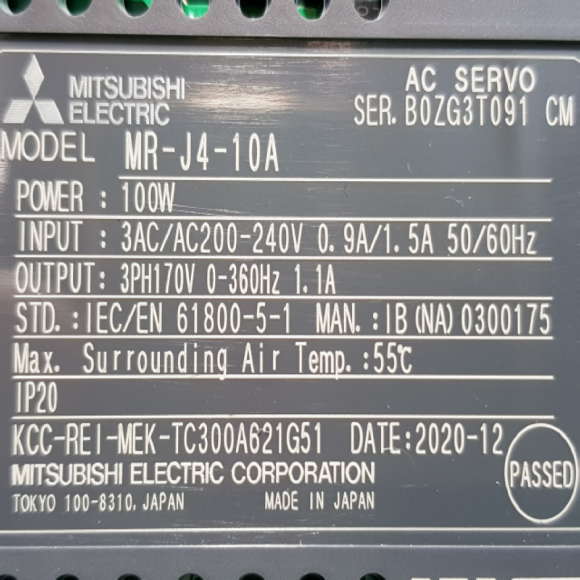 MITSUBISHI
ELECTRIC
AC SERVO
SER. B0ZG3T091 CM
MODEL MR-J4-10A
POWER : 100W
INPUT : 3AC/AC200-240V 0.9A/1.5A 50/60Hz
OUTPUT: 3PH170V 0-360Hz 1.1A
STD. : IEC/EN 61800-5-1 MAN. : IB(NA)0300175
Max. Surrounding Air Temp. :55℃
IP20
KCC-REI-MEK-TC300A621G51 DATE:2020-12
MITSUBISHI ELECTRIC CORPORATION
PASSED
TOKYO 100-8310, JAPAN MADE IN JAPAN